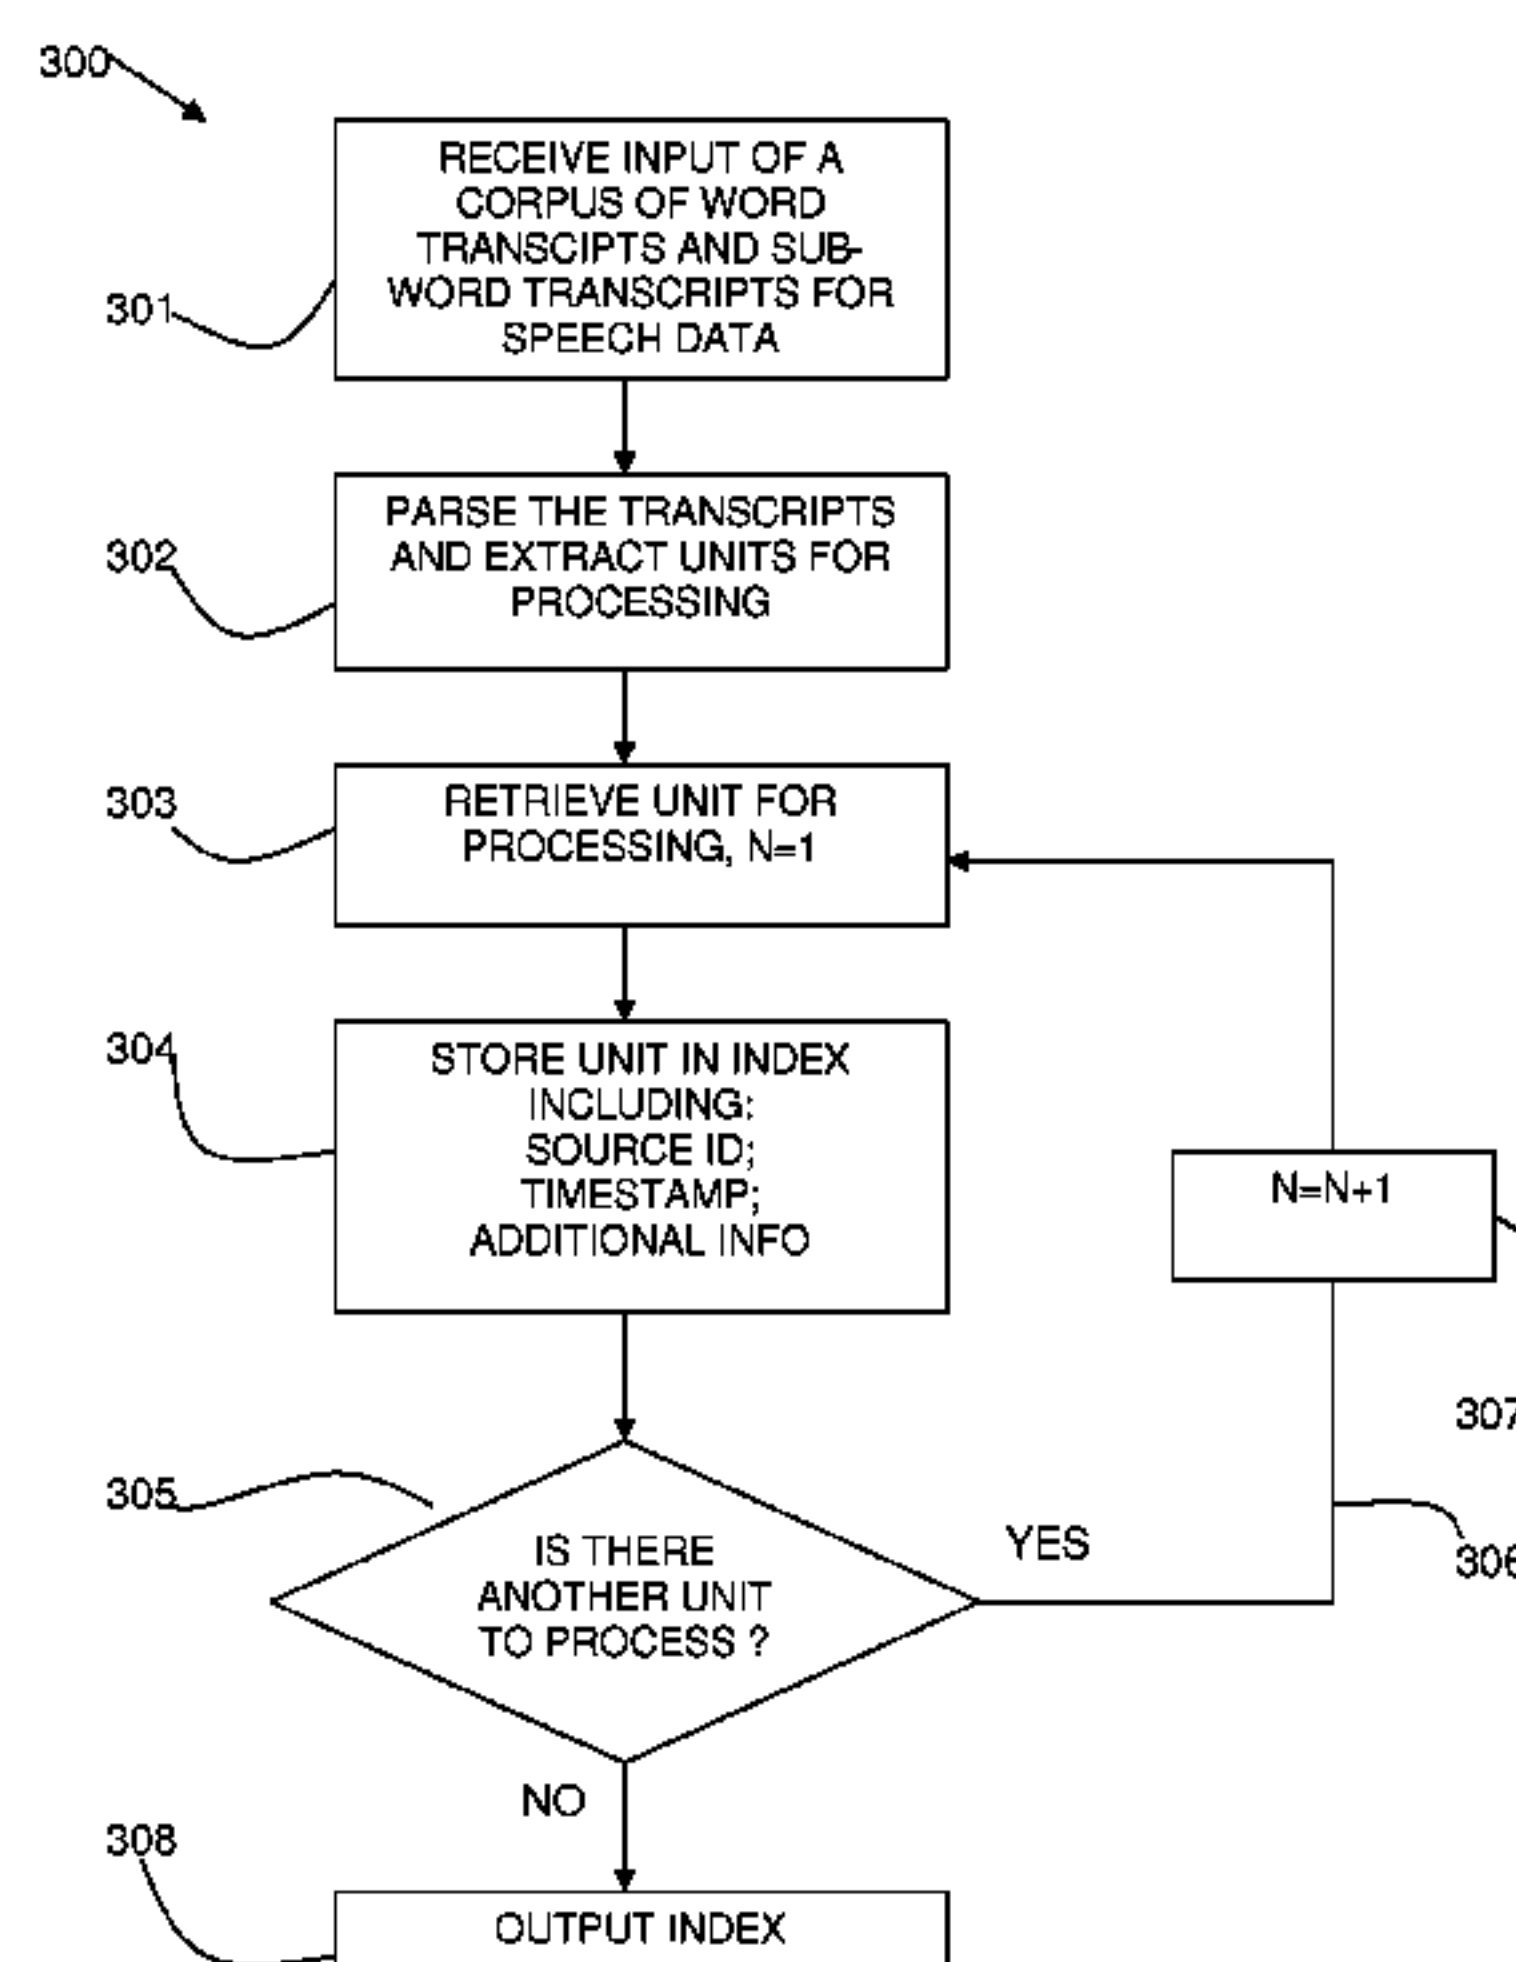 300
RECEIVE INPUT OF A
CORPUS OF WORD
TRANSCIPTS AND SUB-
WORD TRANSCRIPTS FOR
SPEECH DATA
301
PARSE THE TRANSCRIPTS
AND EXTRACT UNITS FOR
PROCESSING
302
RETRIEVE UNIT FOR
PROCESSING, N=1
303
STORE UNIT IN INDEX
INCLUDING:
SOURCE ID;
TIMESTAMP;
ADDITIONAL INFO
304
N=N+1
307
305
IS THERE
ANOTHER UNIT
TO PROCESS ?
YES
306
NO
308
OUTPUT INDEX